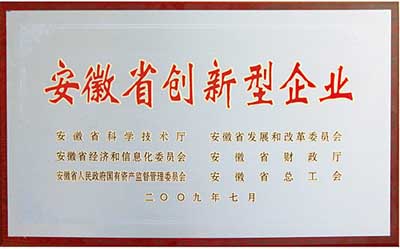 安徽省创新型企业
安徽省科学技术厅 安徽省发展和改革委员会
安徽省经济和信息化委员会 安徽省财政厅
安徽省人民政府国有资产监督管理委员会 安徽省总工会
二〇〇九年七月